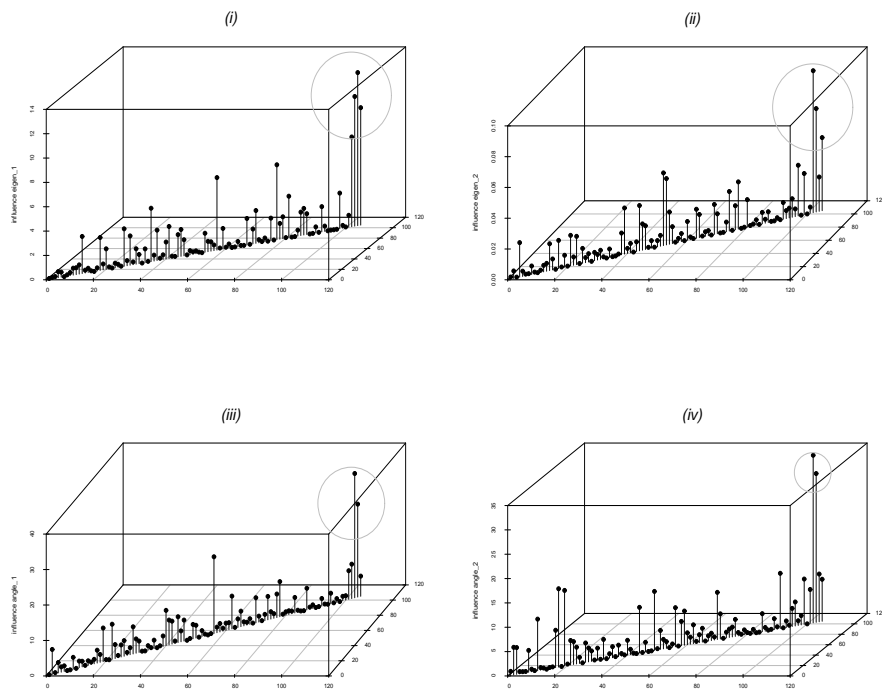 (i)
influence eigen_1
0 2 4 6 8 10 12 14
0 20 40 60 80 100 120
0 20 40 60 80 100 120
(ii)
influence eigen_2
0.00 0.02 0.04 0.06 0.08 0.10
0 20 40 60 80 100 120
0 20 40 60 80 100 12
(iii)
influence angle_1
0 10 20 30 40
0 20 40 60 80 100 120
0 20 40 60 80 100 120
(iv)
influence angle_2
0 5 10 15 20 25 30 35
0 20 40 60 80 100 120
0 20 40 60 80 100 12